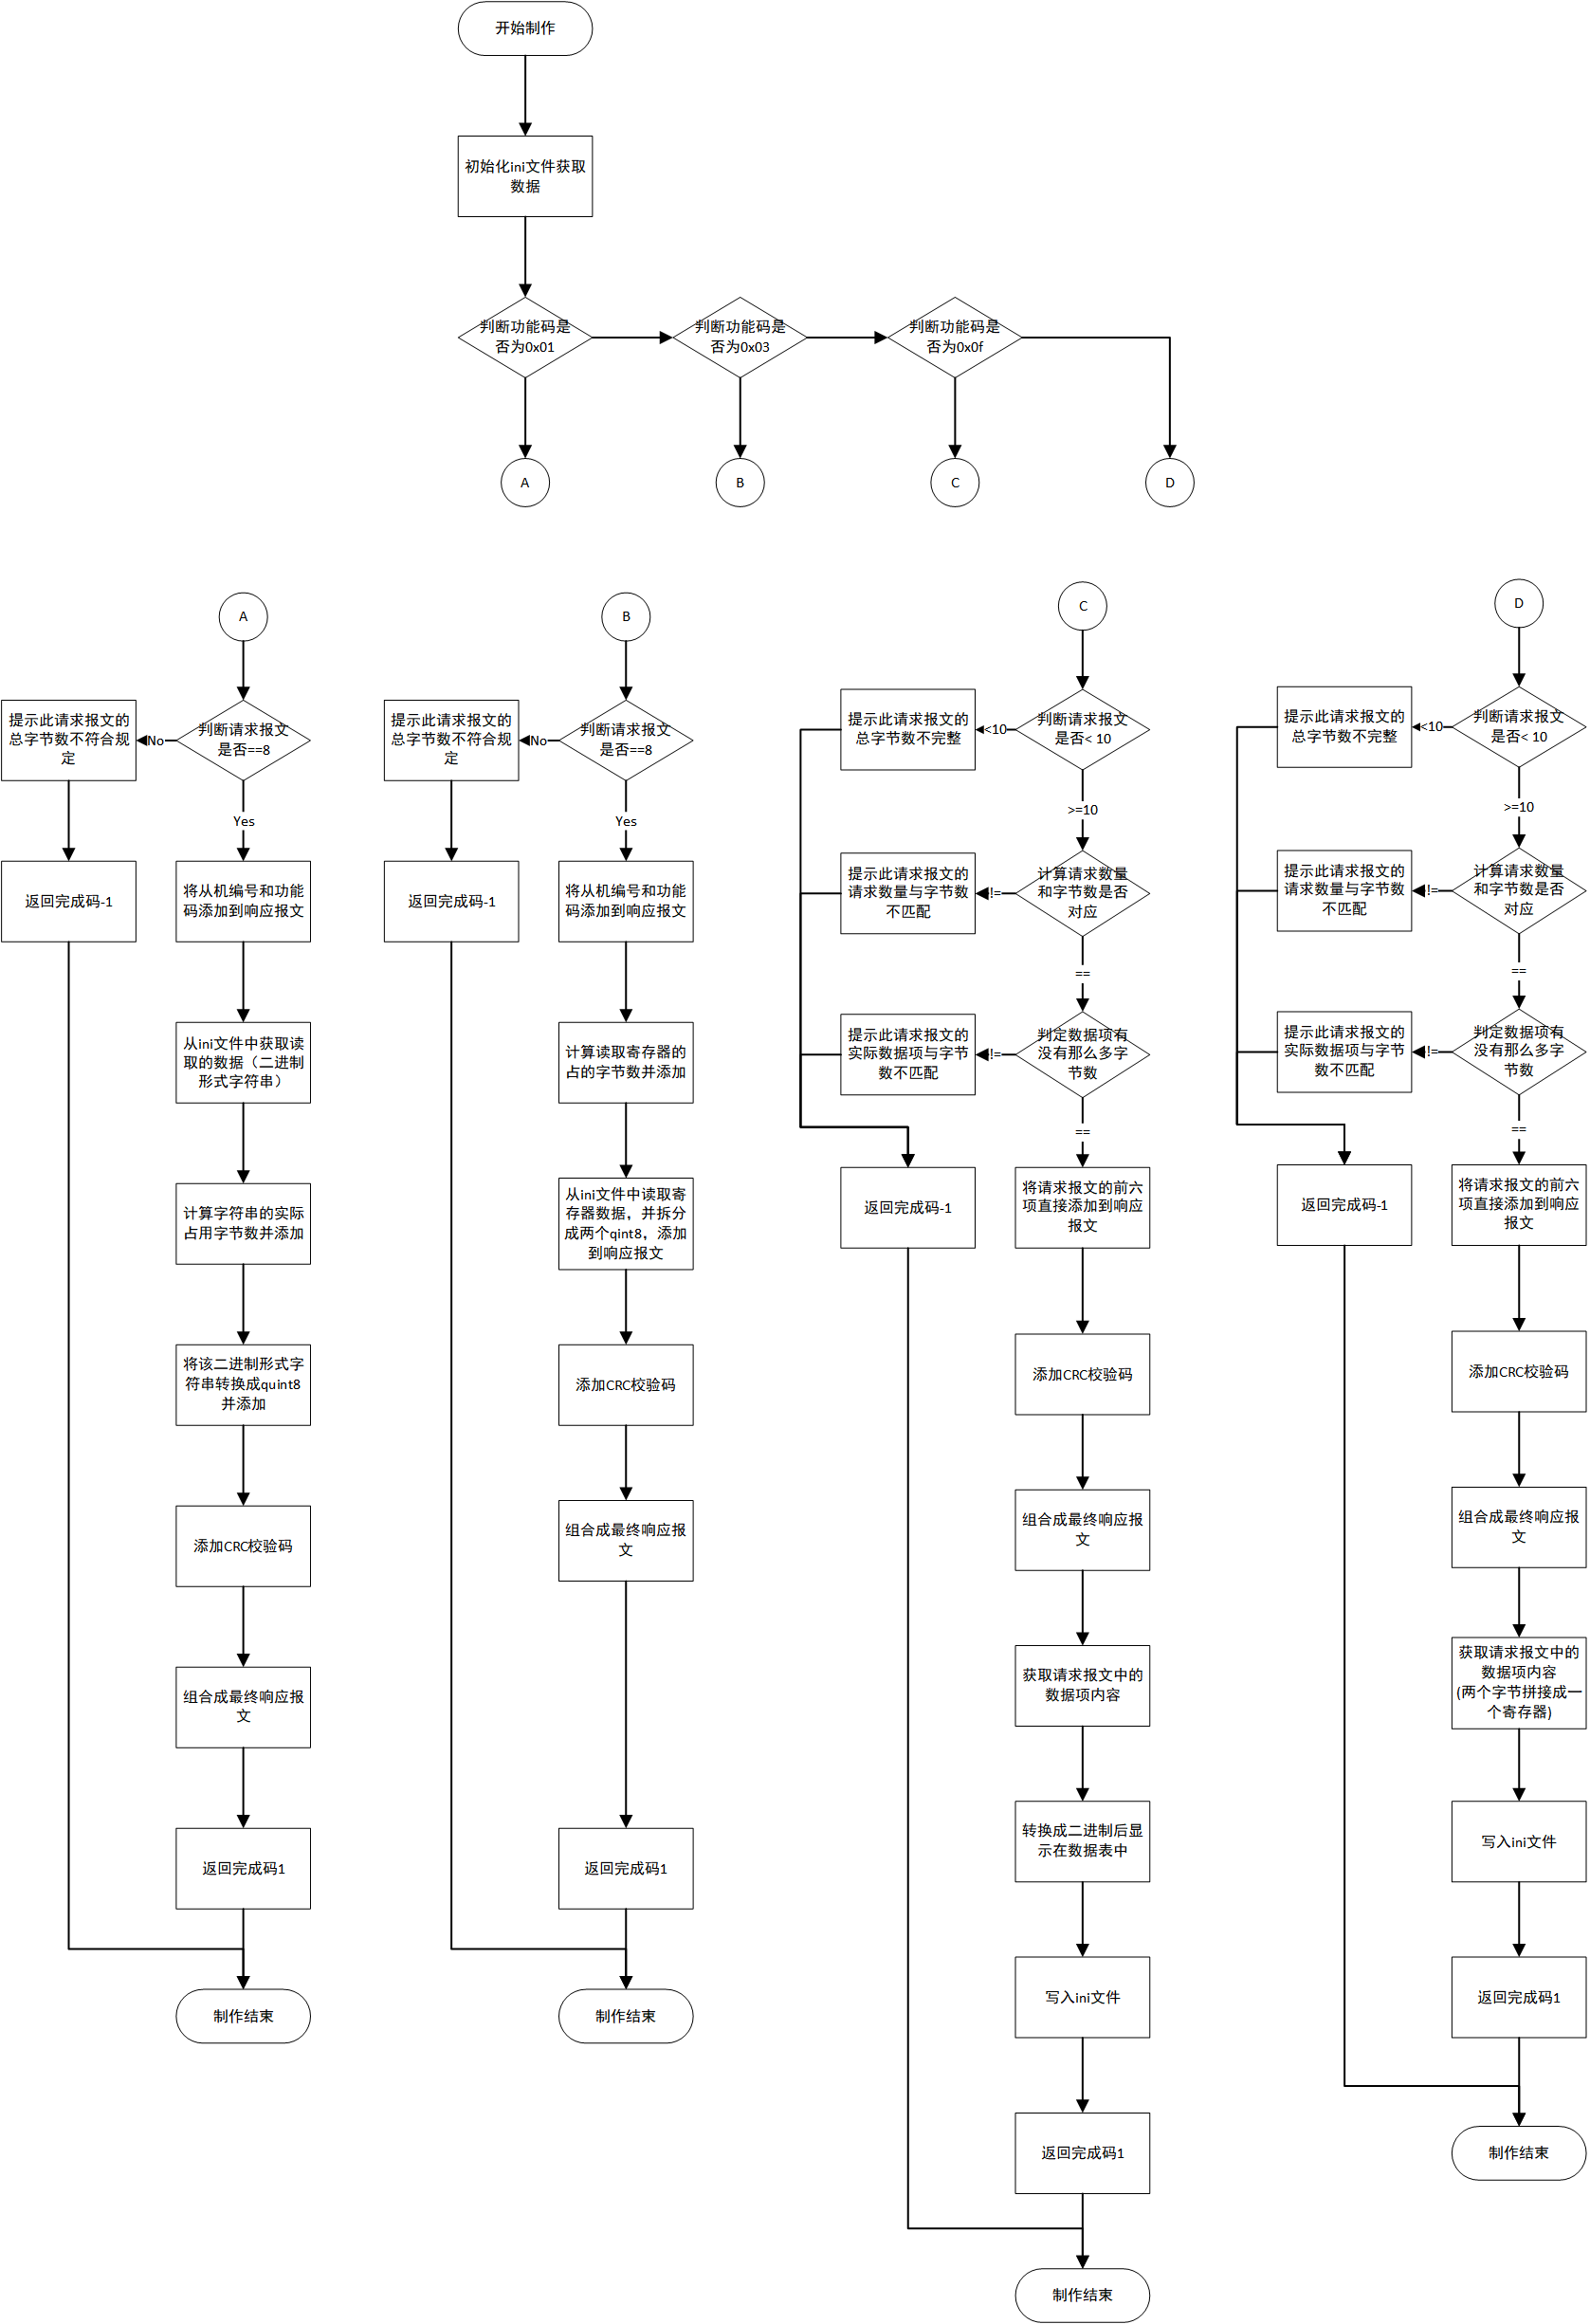 开始制作
初始化ini文件获取
数据
判断功能码是
否为0x01
判断功能码是
否为0x03
判断功能码是
否为0x0f
A
B
C
D
A
判断请求报文
是否==8
No
提示此请求报文的
总字节数不符合规
定
返回完成码-1
Yes
将从机编号和功能
码添加到响应报文
从ini文件中获取读
取的数据（二进制
形式字符串）
计算字符串的实际
占用字节数并添加
将该二进制形式字
符串转换成quint8
并添加
添加CRC校验码
组合成最终响应报
文
返回完成码1
制作结束
B
判断请求报文
是否==8
No
提示此请求报文的
总字节数不符合规
定
返回完成码-1
Yes
将从机编号和功能
码添加到响应报文
计算读取寄存器的
占的字节数并添加
从ini文件中读取寄
存器数据，并拆分
成两个qint8，添加
到响应报文
添加CRC校验码
组合成最终响应报
文
返回完成码1
制作结束
C
判断请求报文
是否< 10
<10
提示此请求报文的
总字节数不完整
>=10
计算请求数量
和字节数是否
对应
!=
提示此请求报文的
请求数量与字节数
不匹配
==
判定数据项有
没有那么多字
节数
!=
提示此请求报文的
实际数据项与字节
数不匹配
==
返回完成码-1
将请求报文的前六
项直接添加到响应
报文
添加CRC校验码
组合成最终响应报
文
获取请求报文中的
数据项内容
转换成二进制后显
示在数据表中
写入ini文件
返回完成码1
制作结束
D
判断请求报文
是否< 10
<10
提示此请求报文的
总字节数不完整
>=10
计算请求数量
和字节数是否
对应
!=
提示此请求报文的
请求数量与字节数
不匹配
==
判定数据项有
没有那么多字
节数
!=
提示此请求报文的
实际数据项与字节
数不匹配
==
返回完成码-1
将请求报文的前六
项直接添加到响应
报文
添加CRC校验码
组合成最终响应报
文
获取请求报文中的
数据项内容
(两个字节拼接成一
个寄存器)
写入ini文件
返回完成码1
制作结束